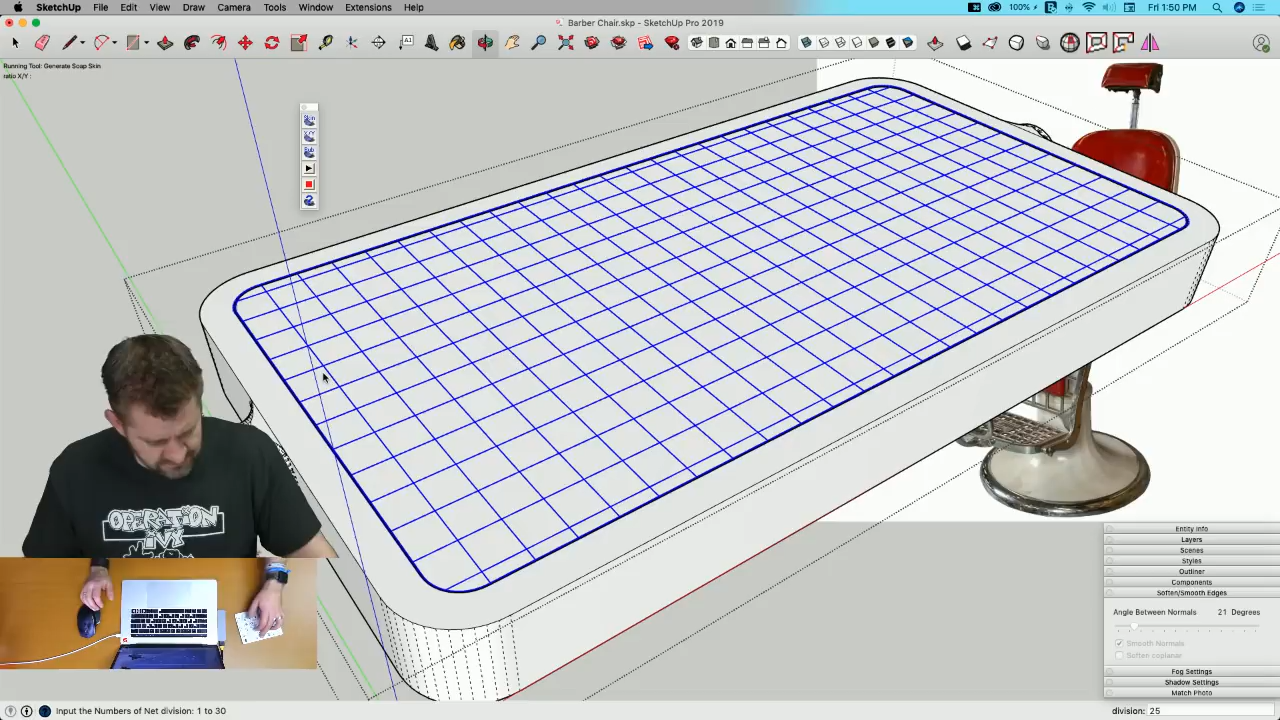 SketchUp File Edit View Draw Camera Tools Window Extensions Help 100% Fri 1:50 PM
Barber Chair.skp - SketchUp Pro 2019
Running Tool: Generate Soap Skin
ratio X/Y :
OPERATION
IVY
Entity Info
Layers
Scenes
Styles
Outliner
Components
Soften/Smooth Edges
Angle Between Normals 21 Degrees
Smooth Normals
Soften coplanar
Fog Settings
Shadow Settings
Match Photo
Input the Numbers of Net division: 1 to 30 division: 25